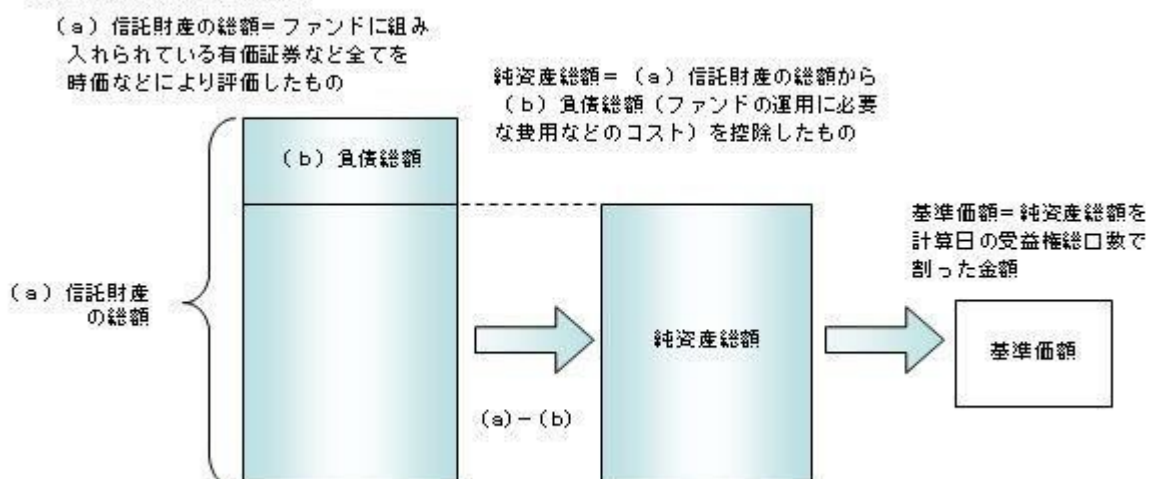 （a）信託財産の総額＝ファンドに組み
入れられている有価証券など全てを
時価などにより評価したもの
純資産総額＝（a）信託財産の総額から
（b）負債総額（ファンドの運用に必要
な費用などのコスト）を控除したもの
（b）負債総額
基準価額＝純資産総額を
計算日の受益権総口数で
割った金額
（a）信託財産
の総額
純資産総額
基準価額
（a）－（b）